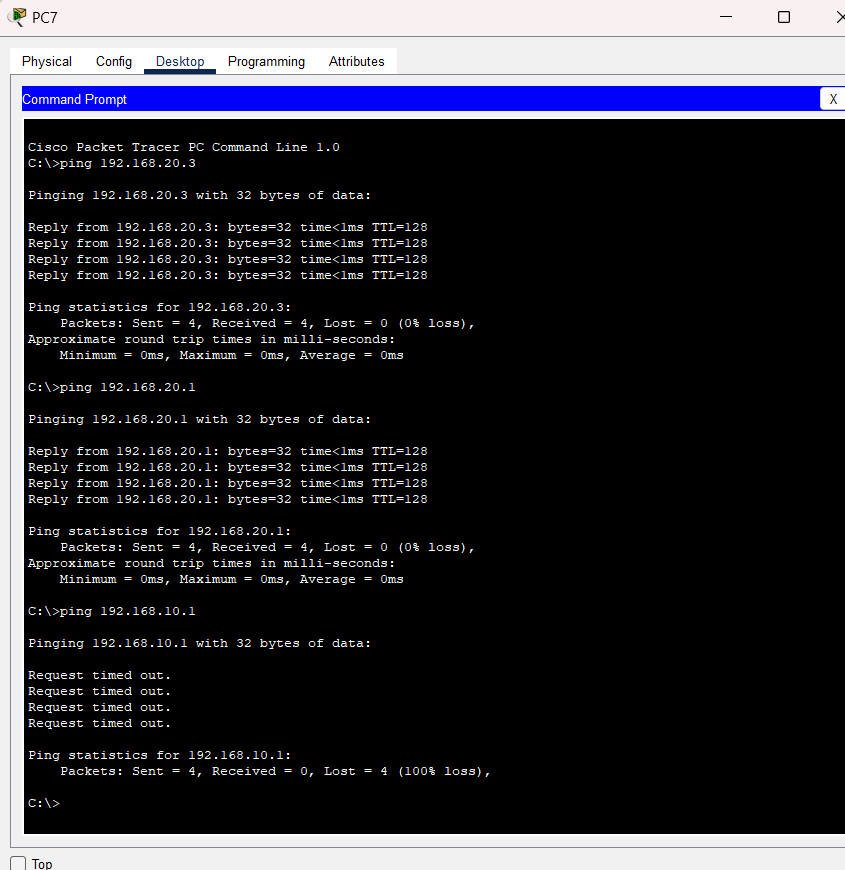 PC7
Physical Config Desktop Programming Attributes
Command Prompt X
Cisco Packet Tracer PC Command Line 1.0
C:\>ping 192.168.20.3
Pinging 192.168.20.3 with 32 bytes of data:
Reply from 192.168.20.3: bytes=32 time<1ms TTL=128
Reply from 192.168.20.3: bytes=32 time<1ms TTL=128
Reply from 192.168.20.3: bytes=32 time<1ms TTL=128
Reply from 192.168.20.3: bytes=32 time<1ms TTL=128
Ping statistics for 192.168.20.3:
    Packets: Sent = 4, Received = 4, Lost = 0 (0% loss),
Approximate round trip times in milli-seconds:
    Minimum = 0ms, Maximum = 0ms, Average = 0ms
C:\>ping 192.168.20.1
Pinging 192.168.20.1 with 32 bytes of data:
Reply from 192.168.20.1: bytes=32 time<1ms TTL=128
Reply from 192.168.20.1: bytes=32 time<1ms TTL=128
Reply from 192.168.20.1: bytes=32 time<1ms TTL=128
Reply from 192.168.20.1: bytes=32 time<1ms TTL=128
Ping statistics for 192.168.20.1:
    Packets: Sent = 4, Received = 4, Lost = 0 (0% loss),
Approximate round trip times in milli-seconds:
    Minimum = 0ms, Maximum = 0ms, Average = 0ms
C:\>ping 192.168.10.1
Pinging 192.168.10.1 with 32 bytes of data:
Request timed out.
Request timed out.
Request timed out.
Request timed out.
Ping statistics for 192.168.10.1:
    Packets: Sent = 4, Received = 0, Lost = 4 (100% loss),
C:\>
Top